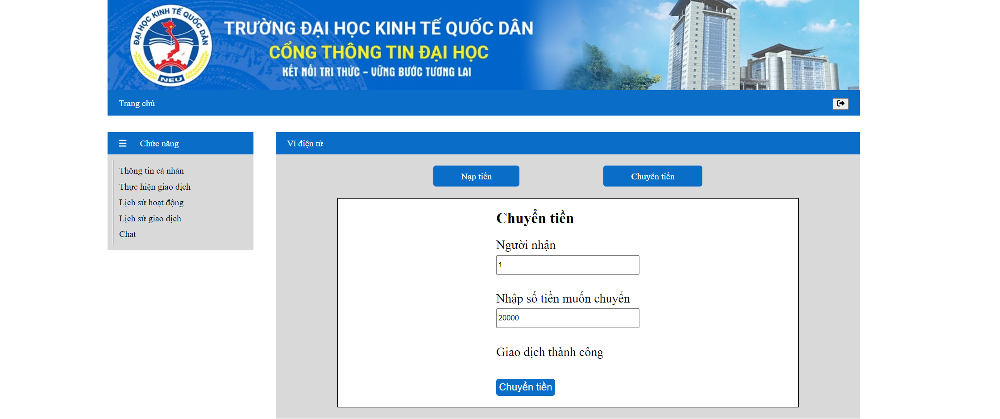 ĐẠI HỌC KINH TẾ QUỐC DÂN
NEU
TRƯỜNG ĐẠI HỌC KINH TẾ QUỐC DÂN
CỔNG THÔNG TIN ĐẠI HỌC
KẾT NỐI TRI THỨC – VỮNG BƯỚC TƯƠNG LAI
Trang chủ
Chức năng
Thông tin cá nhân
Thực hiện giao dịch
Lịch sử hoạt động
Lịch sử giao dịch
Chat
Ví điện tử
Nạp tiền
Chuyển tiền
Chuyển tiền
Người nhận
1
Nhập số tiền muốn chuyển
20000
Giao dịch thành công
Chuyển tiền